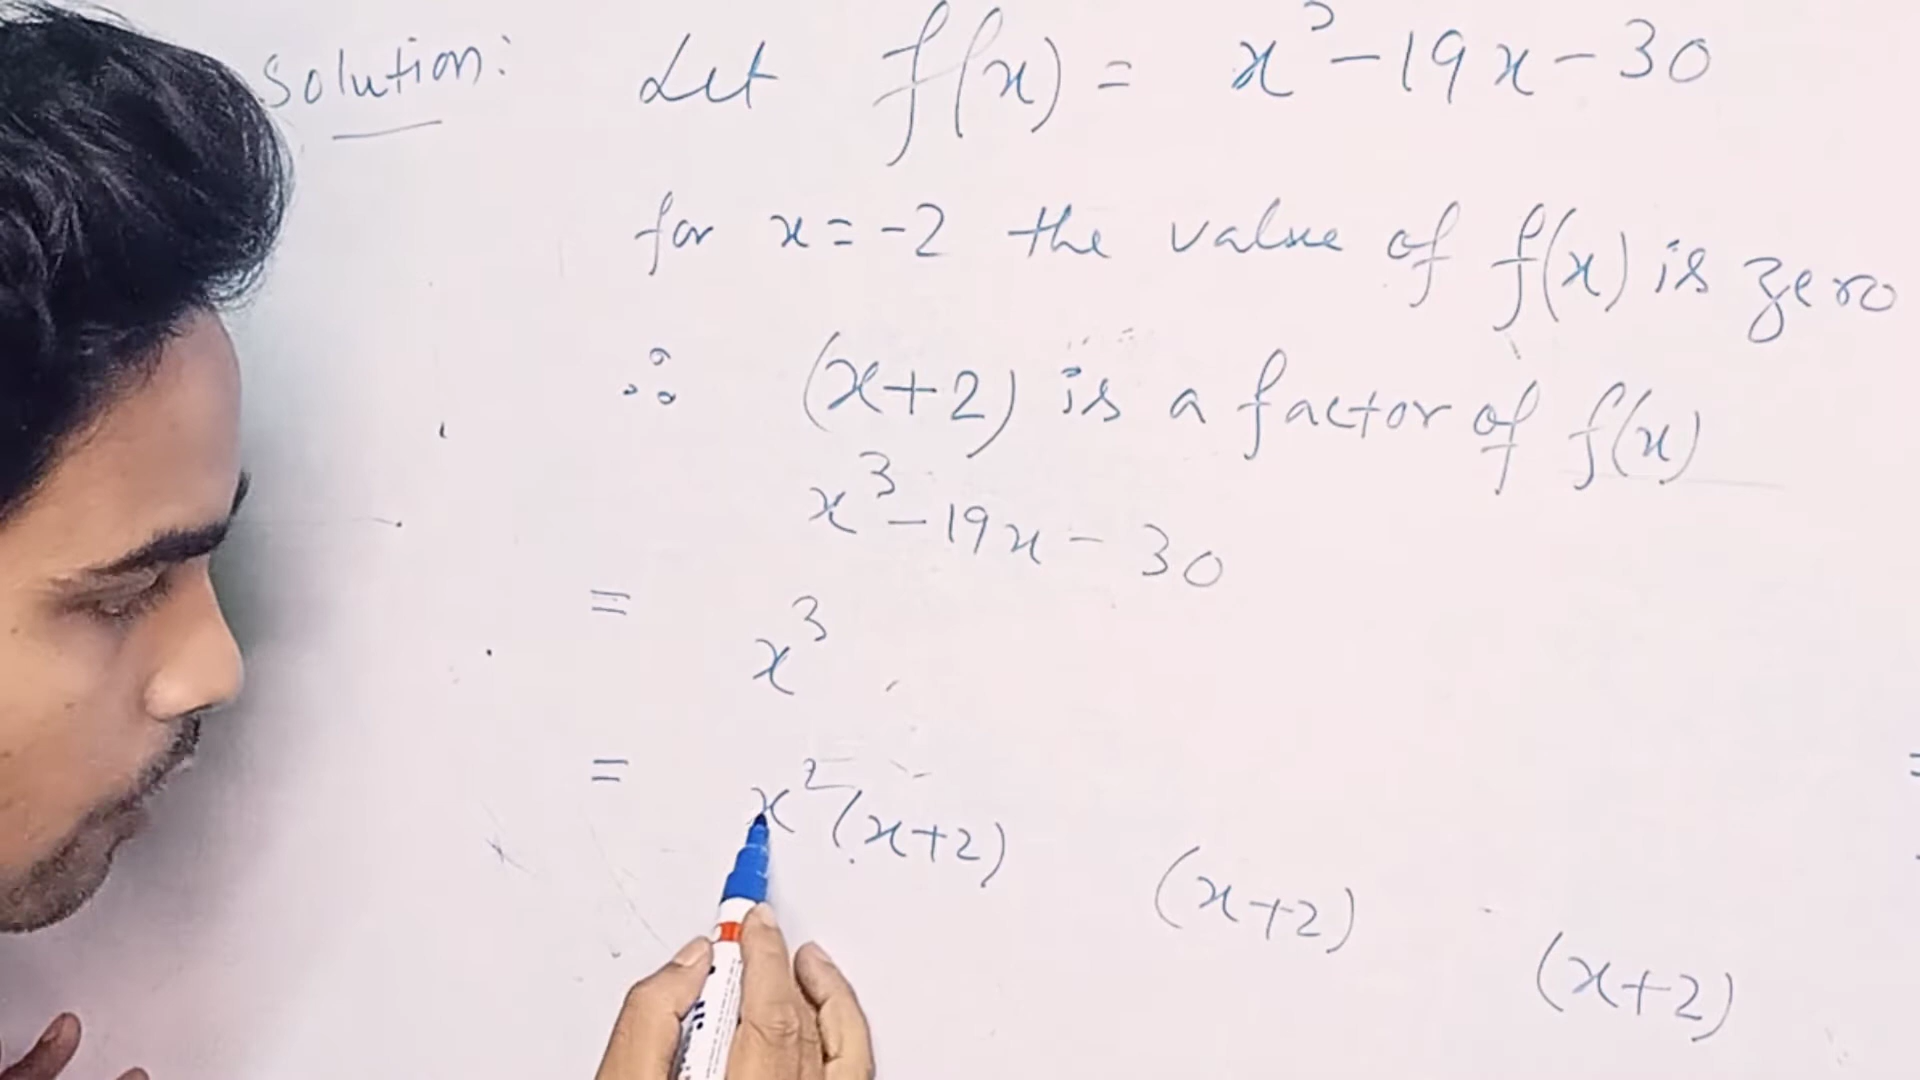 Solution: Let f(x) = x³-19x-30
for x=-2 the value of f(x) is zero
∴ (x+2) is a factor of f(x)
x³-19x-30
= x³
= x²(x+2) (x+2) (x+2)